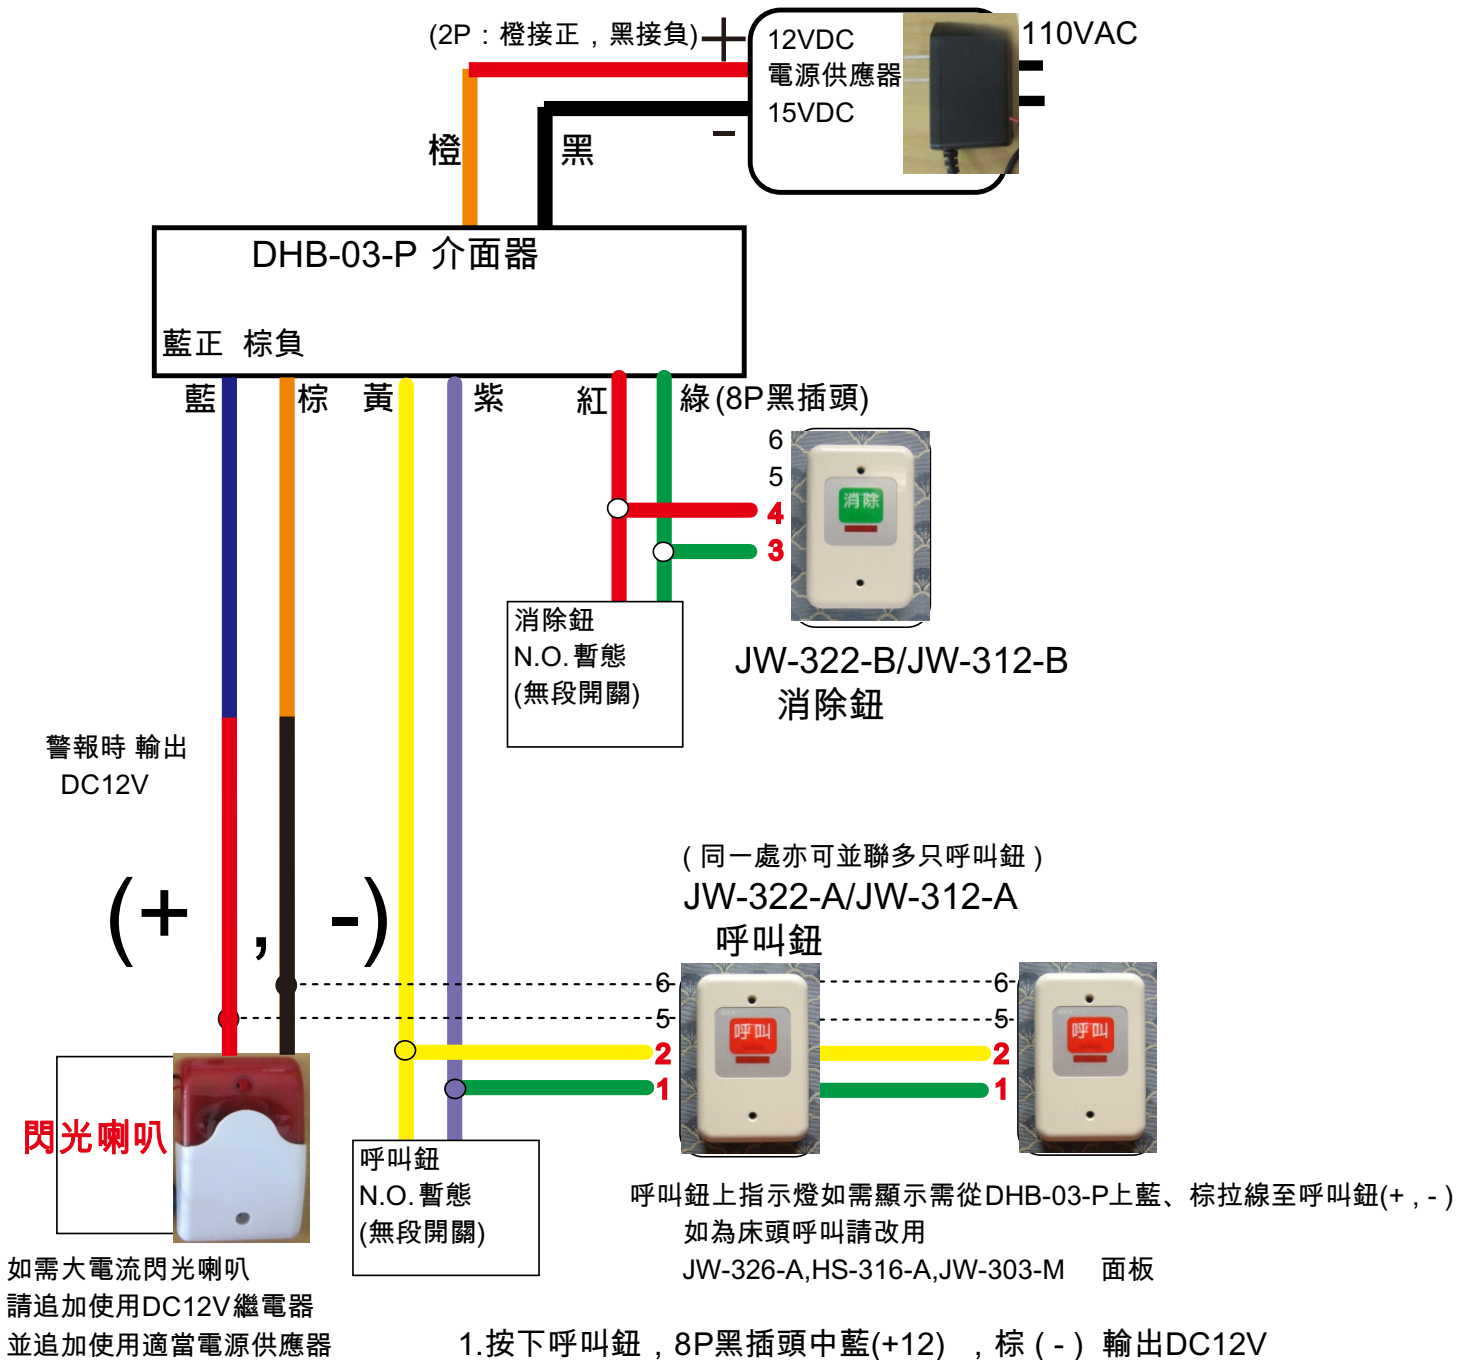 (2P：橙接正，黑接負)
+
12VDC
電源供應器
15VDC
-
110VAC
橙
黑
DHB-03-P 介面器
藍正 棕負
藍 棕 黃 紫 紅 綠(8P黑插頭)
6
5
4
3
消除
消除鈕
N.O.暫態
(無段開關)
JW-322-B/JW-312-B
消除鈕
警報時 輸出
DC12V
(+ , -)
(同一處亦可並聯多只呼叫鈕)
JW-322-A/JW-312-A
呼叫鈕
6
5
2
1
呼叫
6
5
2
1
呼叫
閃光喇叭
呼叫鈕
N.O.暫態
(無段開關)
呼叫鈕上指示燈如需顯示需從DHB-03-P上藍、棕拉線至呼叫鈕(+ , - )
如為床頭呼叫請改用
JW-326-A,HS-316-A,JW-303-M 面板
如需大電流閃光喇叭
請追加使用DC12V繼電器
並追加使用適當電源供應器
1.按下呼叫鈕，8P黑插頭中藍(+12) ，棕 ( - ) 輸出DC12V